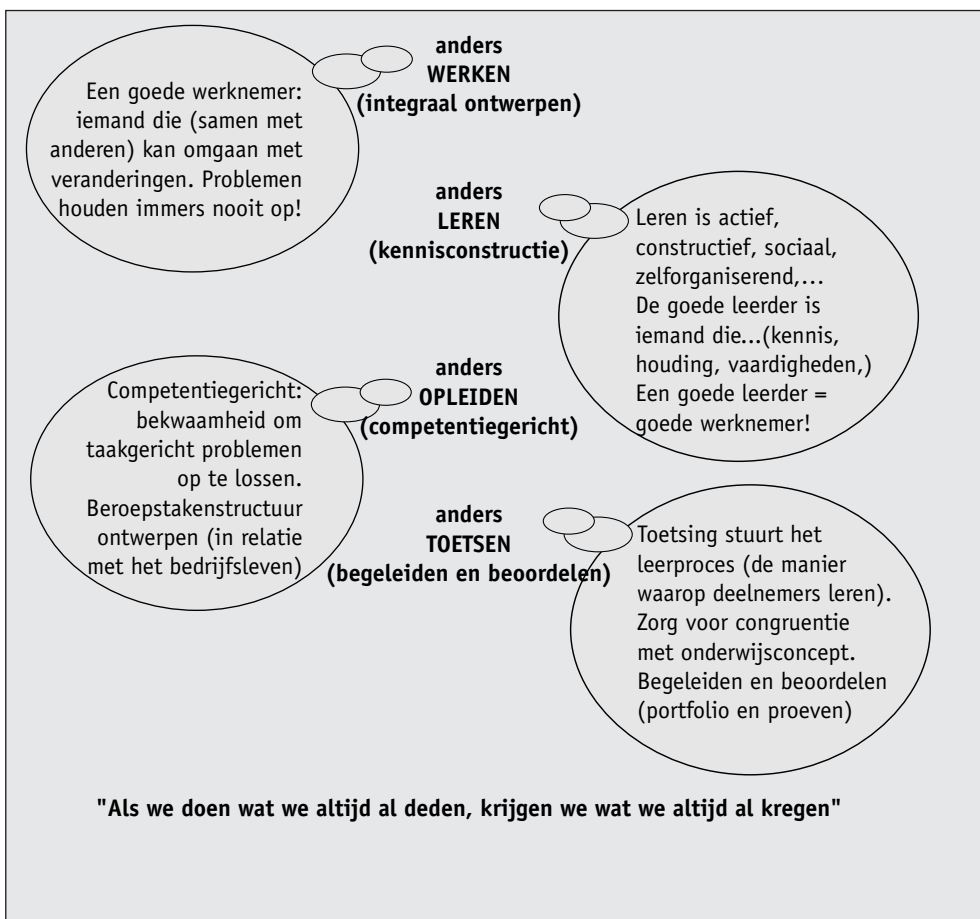 anders
WERKEN
(integraal ontwerpen)
Een goede werknemer:
iemand die (samen met
anderen) kan omgaan met
veranderingen. Problemen
houden immers nooit op!
anders
LEREN
(kennisconstructie)
Leren is actief,
constructief, sociaal,
zelforganiserend,...
De goede leerder is
iemand die...(kennis,
houding, vaardigheden,)
Een goede leerder =
goede werknemer!
anders
OPLEIDEN
(competentiegericht)
Competentiegericht:
bekwaamheid om
taakgericht problemen
op te lossen.
Beroepstakenstructuur
ontwerpen (in relatie
met het bedrijfsleven)
anders
TOETSEN
(begeleiden en beoordelen)
Toetsing stuurt het
leerproces (de manier
waarop deelnemers leren).
Zorg voor congruentie
met onderwijsconcept.
Begeleiden en beoordelen
(portfolio en proeven)
"Als we doen wat we altijd al deden, krijgen we wat we altijd al kregen"